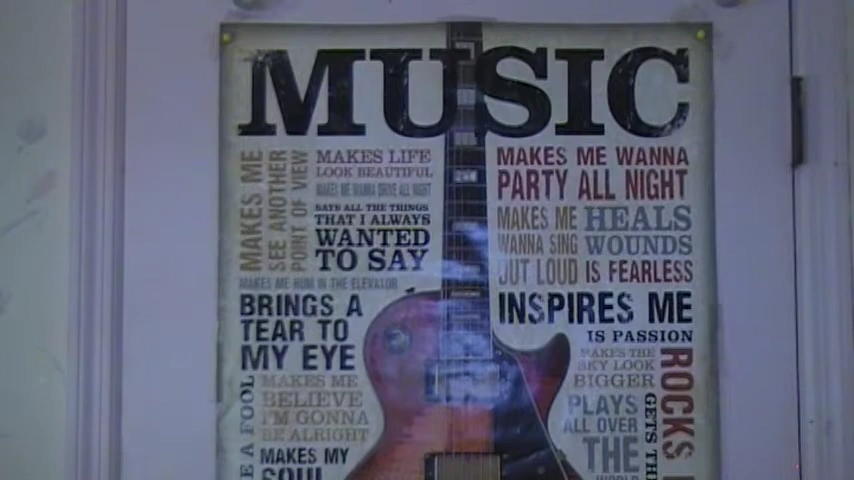 MUSIC
MAKES ME
SEE ANOTHER
POINT OF VIEW
MAKES LIFE
LOOK BEAUTIFUL
MAKES ME WANNA DRIVE ALL NIGHT
SAYS ALL THE THINGS
THAT I ALWAYS
WANTED
TO SAY
MAKES ME HUM IN THE ELEVATOR
BRINGS A
TEAR TO
MY EYE
E A FOOL
MAKES ME
BELIEVE
I'M GONNA
BE ALRIGHT
MAKES MY
SOUL
MAKES ME WANNA
PARTY ALL NIGHT
MAKES ME
WANNA SING
OUT LOUD
HEALS
WOUNDS
IS FEARLESS
INSPIRES ME
IS PASSION
MAKES THE
SKY LOOK
BIGGER
PLAYS
ALL OVER
THE
WORLD
GETS TH
ROCKS